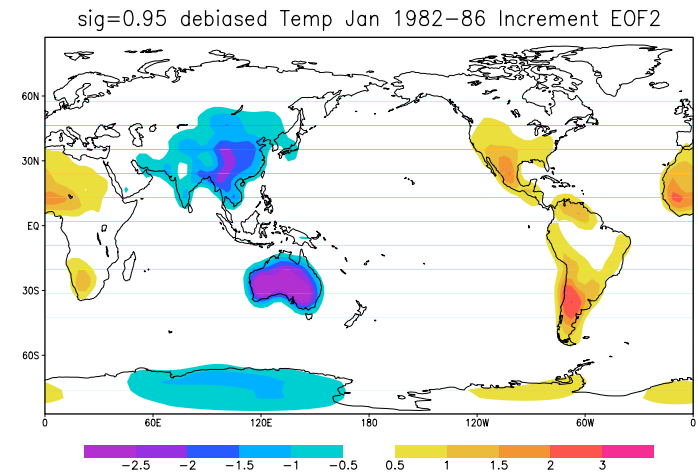 sig=0.95 debiased Temp Jan 1982−86 Increment EOF2
60N
30N
EQ
30S
60S
0 60E 120E 180 120W 60W 0
−2.5 −2 −1.5 −1 −0.5 0.5 1 1.5 2 3